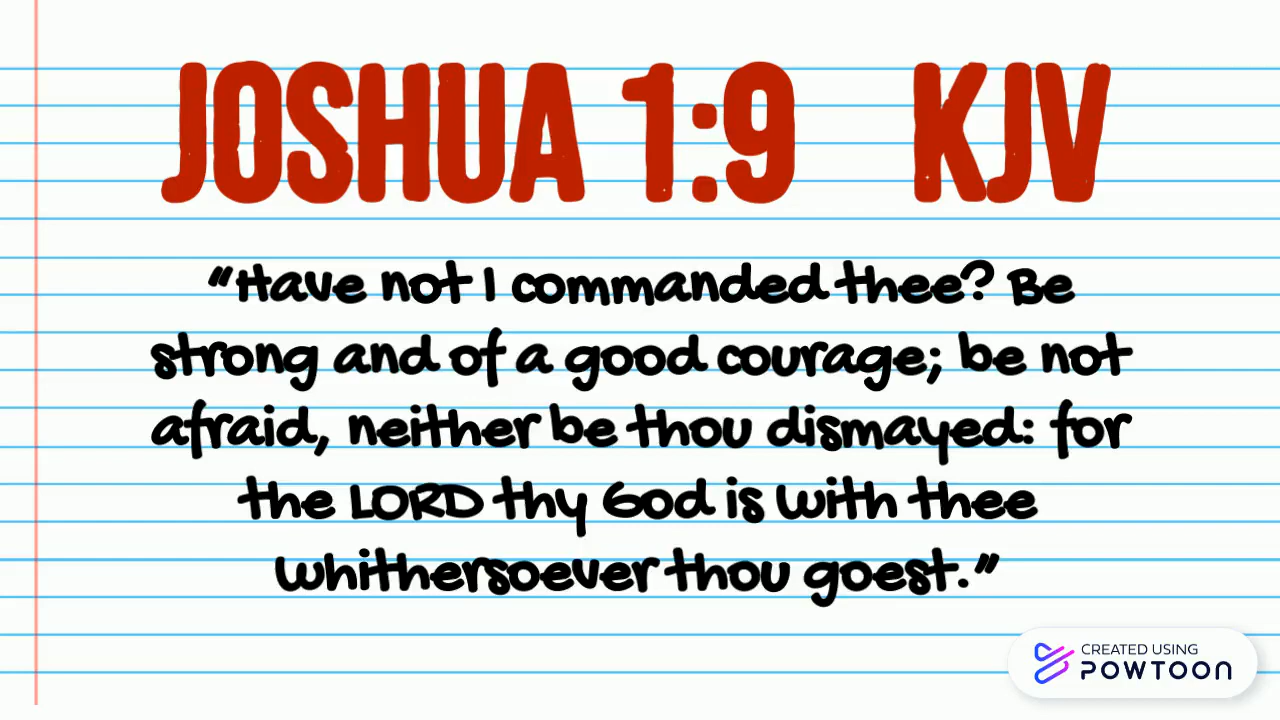 JOSHUA 1:9 KJV
“Have not I commanded thee? Be
strong and of a good courage; be not
afraid, neither be thou dismayed: for
the LORD thy God is with thee
whithersoever thou goest.”
CREATED USING
POWTOON